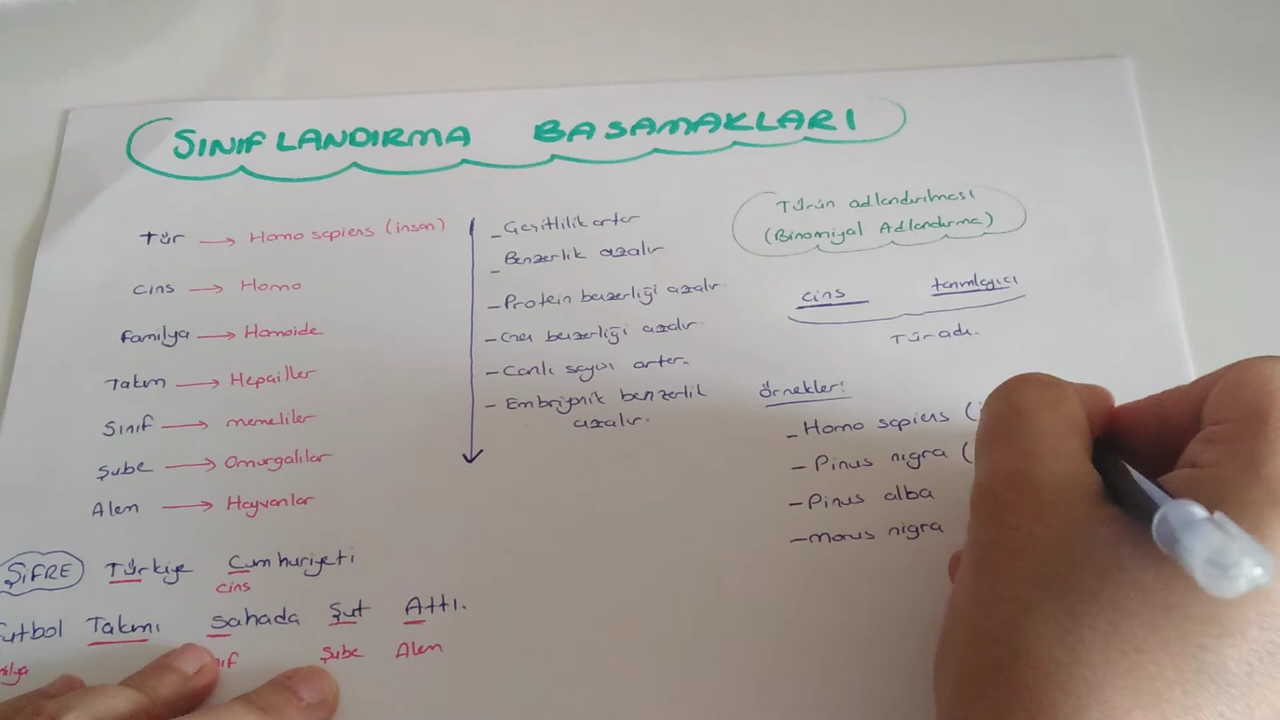 SINIFLANDIRMA BASAMAKLARI
Tür → Homo sapiens (insan)
Cins → Homo
Familya → Homoide
Takım → Hepçiller
Sınıf → memeliler
Şube → Omurgalılar
Alem → Hayvanlar
ŞİFRE Türkiye Cumhuriyeti
cins
Futbol Takımı Sahada Şut Attı.
Şube Alem
- Çeşitlilik artar
- Benzerlik azalır
- Protein benzerliği azalır
- Gen benzerliği azalır
- Canlı sayısı artar.
- Embriyonik benzerlik
azalır.
Türün adlandırılması
(Binomiyal Adlandırma)
cins tanımlayıcı
Tür adı.
Örnekler!
- Homo sapiens (
- Pinus nigra (
- Pinus alba
- Morus nigra